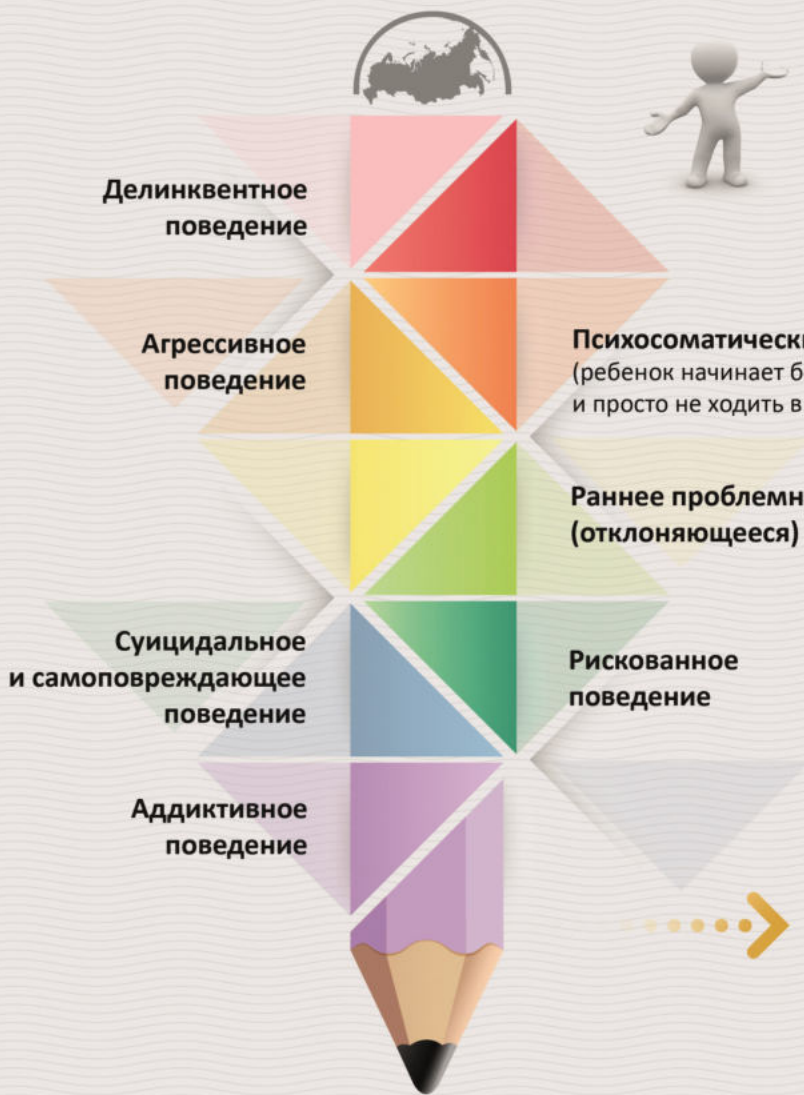 Делинквентное
поведение
Агрессивное
поведение
(ребенок начинает
и просто не ходить в
Раннее
(отклоняющееся)
Суицидальное
и самоповреждающее
поведение
Рискованное
поведение
Аддиктивное
поведение